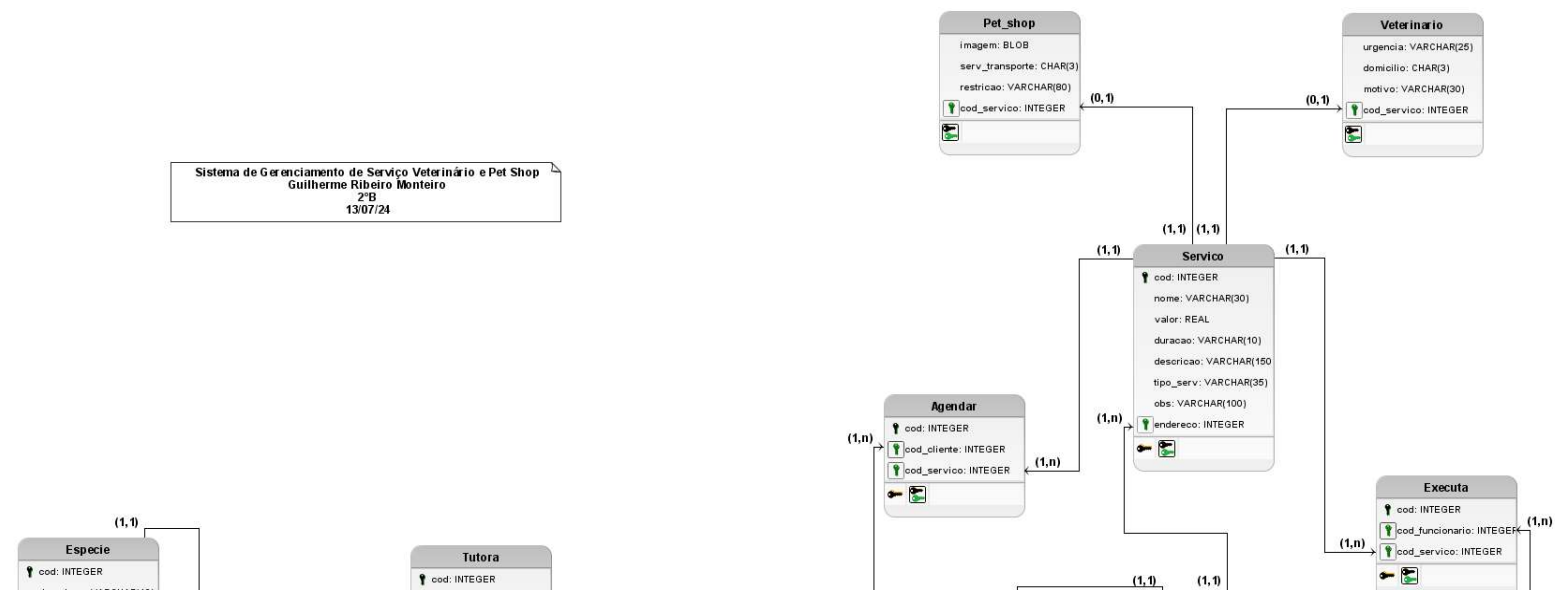 Pet_shop
imagem: BLOB
serv_transporte: CHAR(3)
restricao: VARCHAR(80)
cod_servico: INTEGER
(0,1)
Veterinario
urgencia: VARCHAR(25)
domicilio: CHAR(3)
motivo: VARCHAR(30)
cod_servico: INTEGER
(0,1)
Sistema de Gerenciamento de Serviço Veterinário e Pet Shop
Guilherme Ribeiro Monteiro
2°B
13/07/24
(1,1) (1,1)
(1,1)
(1,1)
Servico
cod: INTEGER
nome: VARCHAR(30)
valor: REAL
duracao: VARCHAR(10)
descricao: VARCHAR(150
tipo_serv: VARCHAR(35)
obs: VARCHAR(100)
endereco: INTEGER
(1,n)
Agendar
cod: INTEGER
cod_cliente: INTEGER
cod_servico: INTEGER
(1,n)
(1,n)
Executa
cod: INTEGER
cod_funcionario: INTEGER
cod_servico: INTEGER
(1,n)
(1,n)
(1,1)
Especie
cod: INTEGER
Tutora
cod: INTEGER
(1,1)
(1,1)